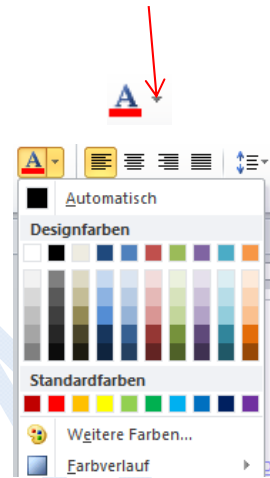 A
A
Automatisch
Designfarben
Standardfarben
Weitere Farben...
Farbverlauf